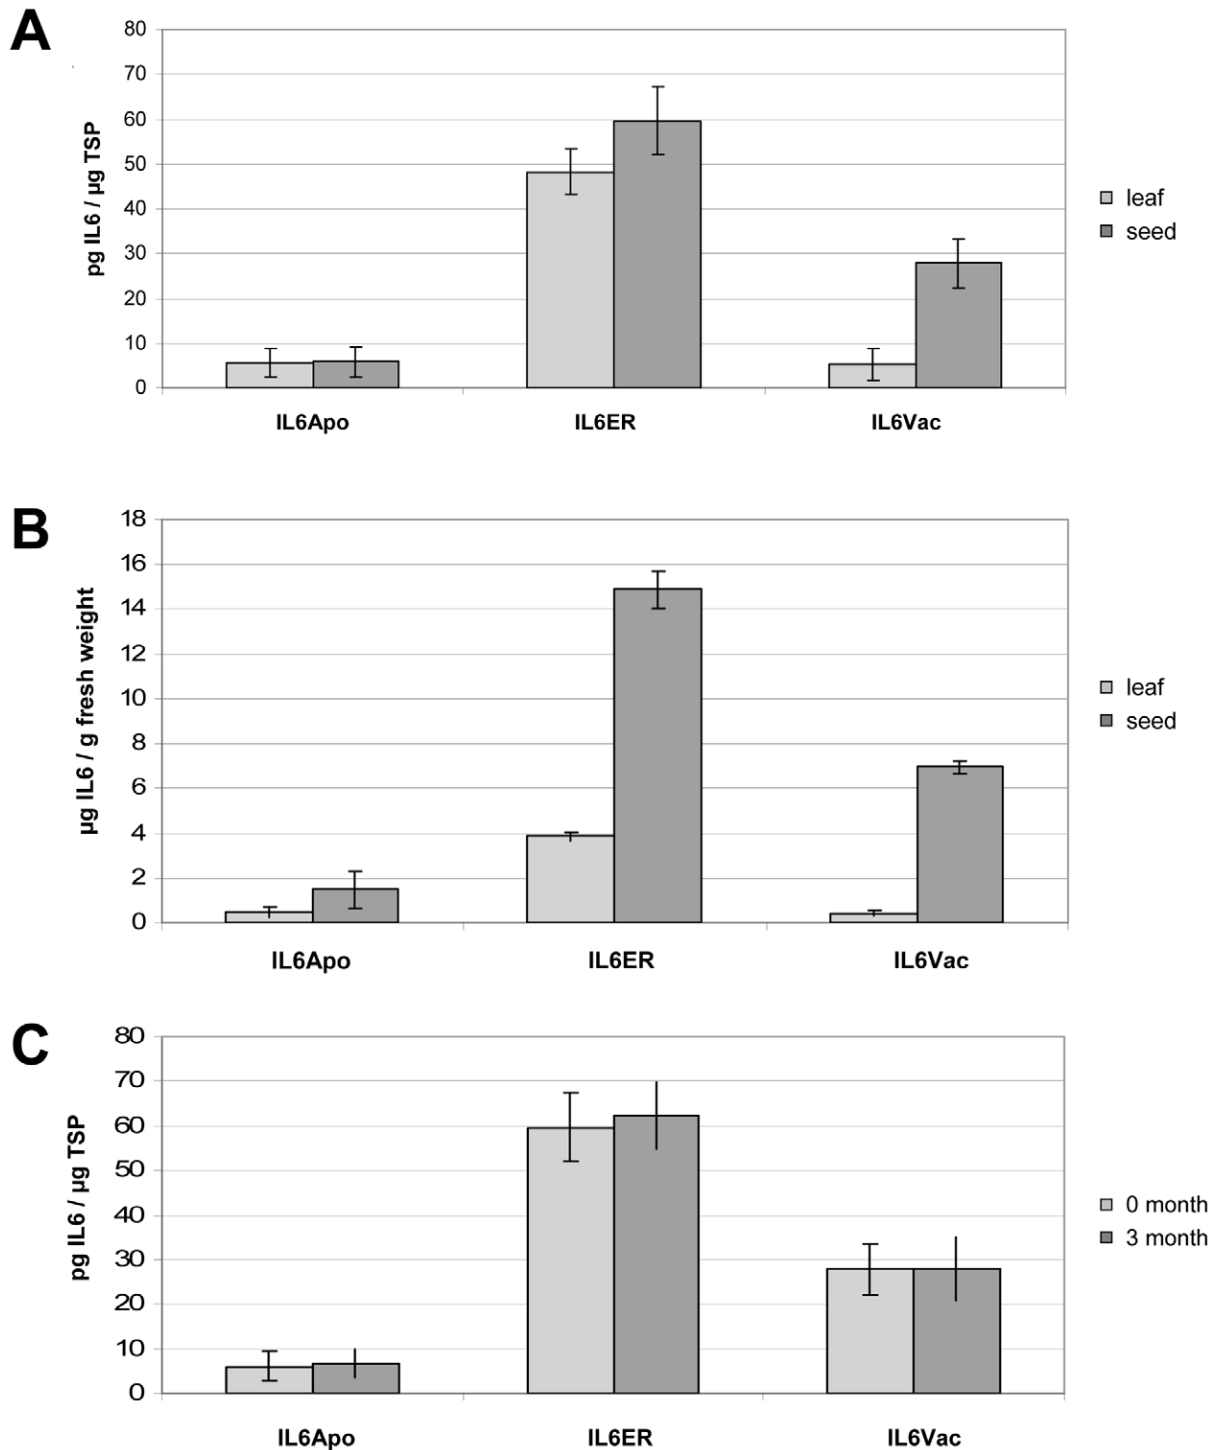 A
80
70
60
50
40
30
20
10
0
pg IL6 / µg TSP
IL6Apo
IL6ER
IL6Vac
leaf
seed
B
18
16
14
12
10
8
6
4
2
0
µg IL6 / g fresh weight
IL6Apo
IL6ER
IL6Vac
leaf
seed
C
80
70
60
50
40
30
20
10
0
pg IL6 / µg TSP
IL6Apo
IL6ER
IL6Vac
0 month
3 month